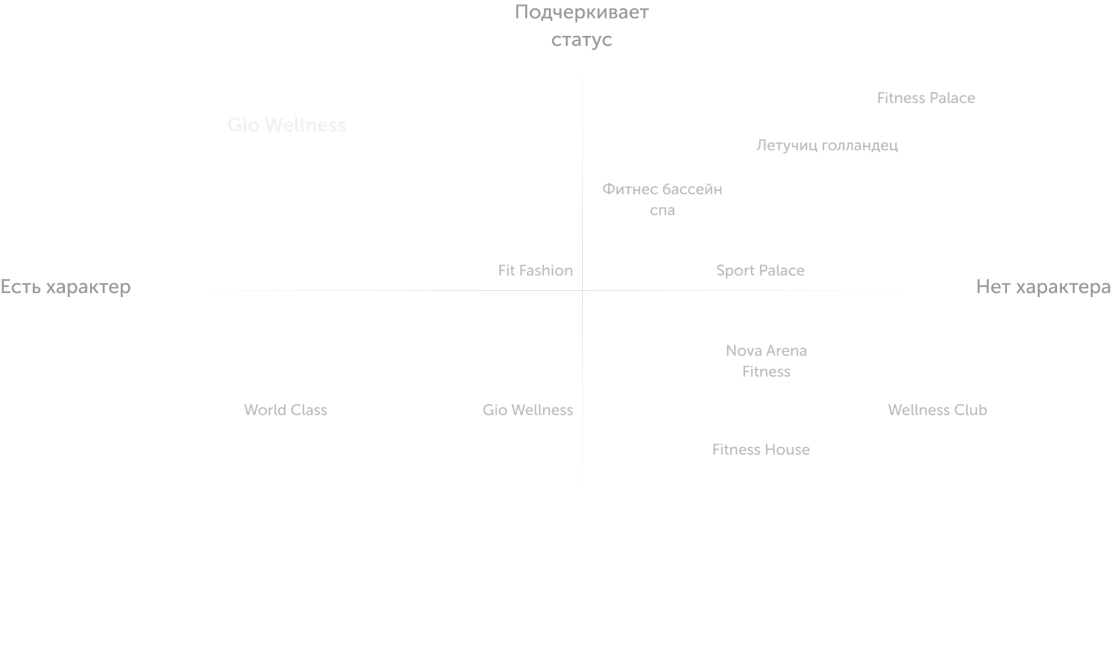 Подчеркивает
статус
Fitness Palace
Gio Wellness
Летучиц голландец
Фитнес бассейн
спа
Fit Fashion
Sport Palace
Есть характер
Нет характера
Nova Arena
Fitness
World Class
Gio Wellness
Wellness Club
Fitness House